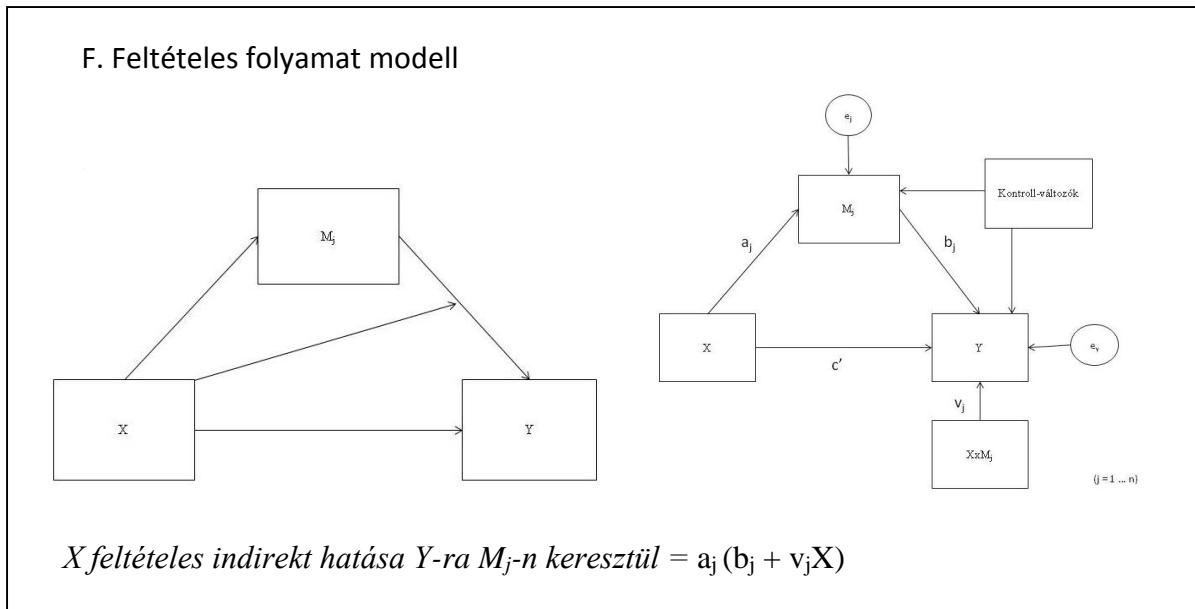 F. Feltételes folyamat modell
Mj
X
Y
ej
Mj
Kontroll-változók
aj
bj
X
Y
ev
c'
vj
XxMj
(j = 1 ... n)
X feltételes indirekt hatása Y-ra Mj-n keresztül = aj (bj + vjX)